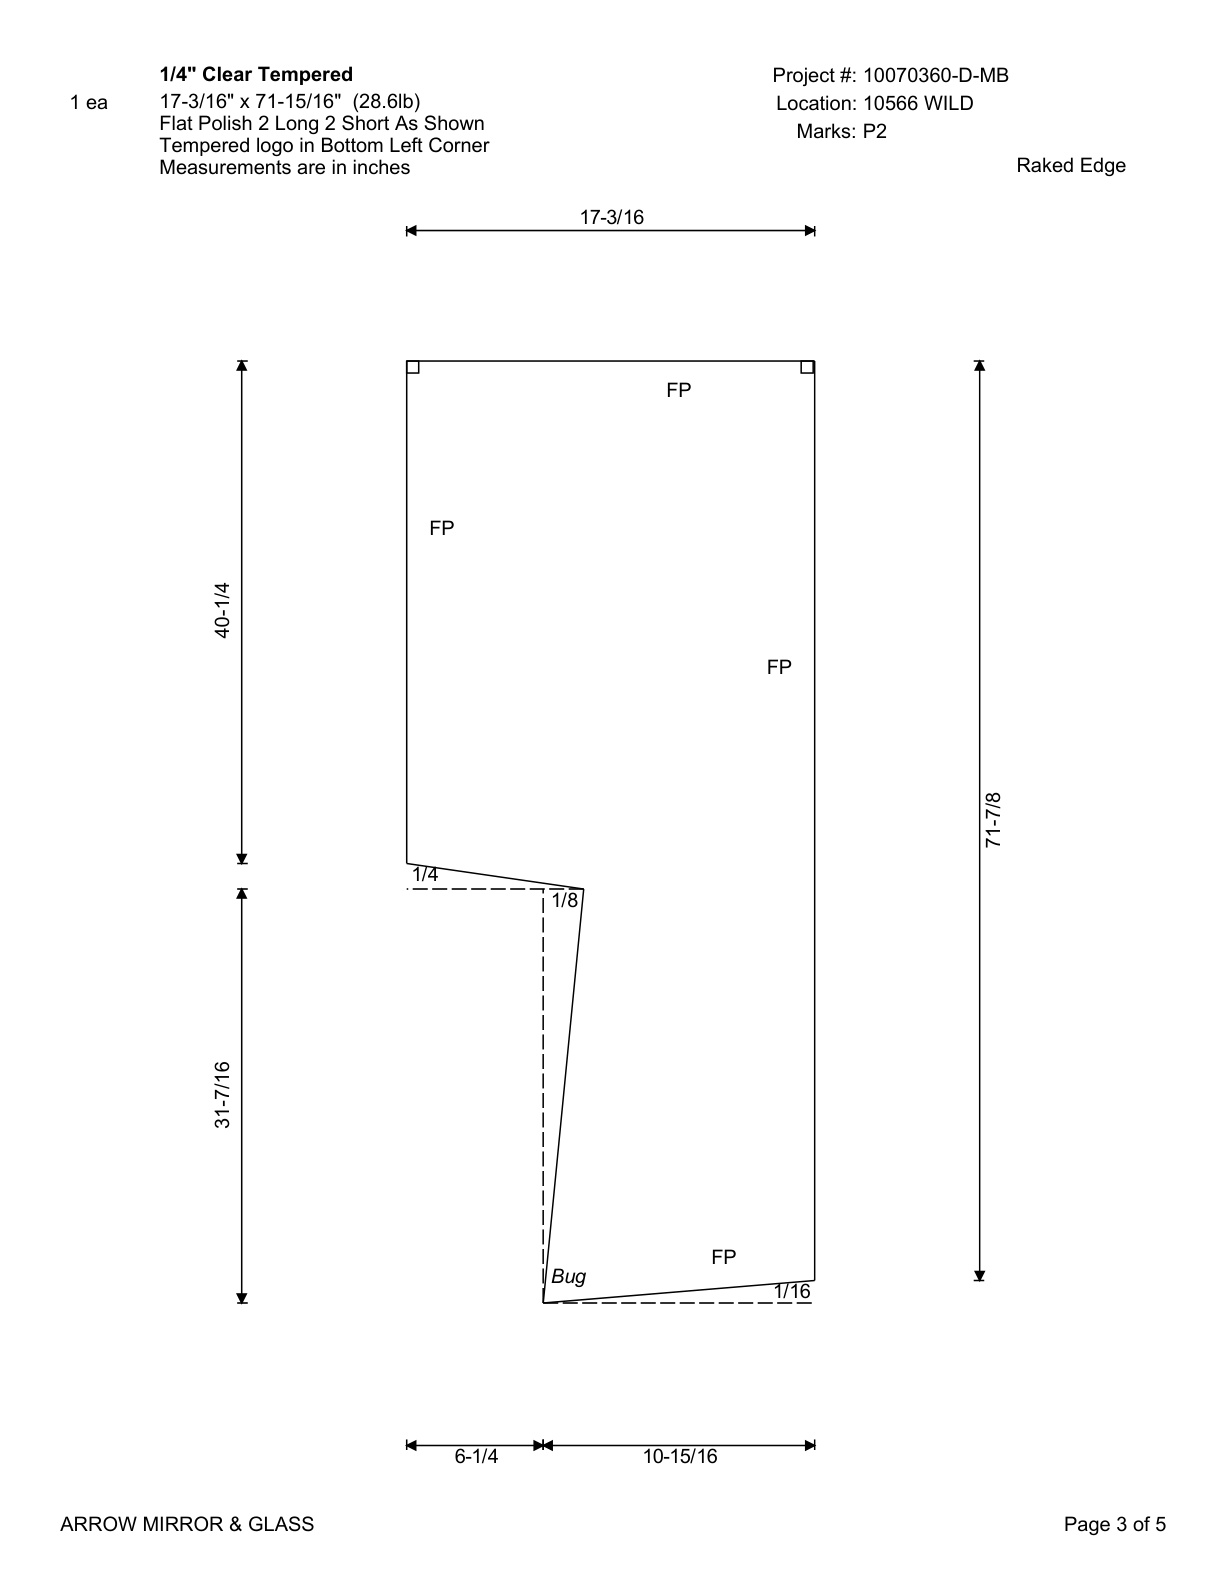 1/4" Clear Tempered
1 ea
17-3/16" x 71-15/16" (28.6lb)
Flat Polish 2 Long 2 Short As Shown
Tempered logo in Bottom Left Corner
Measurements are in inches
Project #: 10070360-D-MB
Location: 10566 WILD
Marks: P2
Raked Edge
17-3/16
FP
FP
40-1/4
FP
71-7/8
1/4
1/8
31-7/16
FP
Bug
1/16
6-1/4
10-15/16
ARROW MIRROR & GLASS
Page 3 of 5